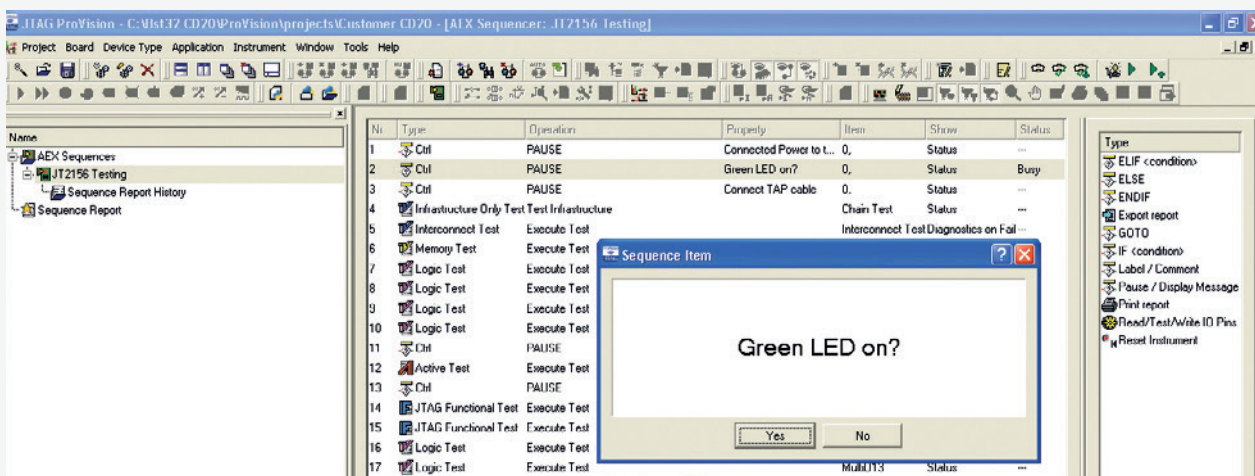 JTAG ProVision - C:\Jst32 CD20\ProVision\projects\Customer CD20 - [AEX Sequencer: JT2156 Testing]
Project Board Device Type Application Instrument Window Tools Help
Name
AEX Sequences
JT2156 Testing
Sequence Report History
Sequence Report
Nr. Type Operation Property Item Show Status
1 Ctrl PAUSE Connected Power to t... 0, Status ---
2 Ctrl PAUSE Green LED on? 0, Status Busy
3 Ctrl PAUSE Connect TAP cable 0, Status ---
4 Infrastructure Only Test Test Infrastructure Chain Test Status ---
5 Interconnect Test Execute Test Interconnect Test Diagnostics on Fail ---
6 Memory Test Execute Test
7 Logic Test Execute Test
8 Logic Test Execute Test
9 Logic Test Execute Test
10 Logic Test Execute Test
11 Ctrl PAUSE
12 Active Test Execute Test
13 Ctrl PAUSE
14 JTAG Functional Test Execute Test
15 JTAG Functional Test Execute Test
16 Logic Test Execute Test
17 Logic Test Execute Test Status ---
Sequence Item
Green LED on?
Yes No
Type
ELIF <condition>
ELSE
ENDIF
Export report
GOTO
IF <condition>
Label / Comment
Pause / Display Message
Print report
Read/Test/Write IO Pins
Reset Instrument